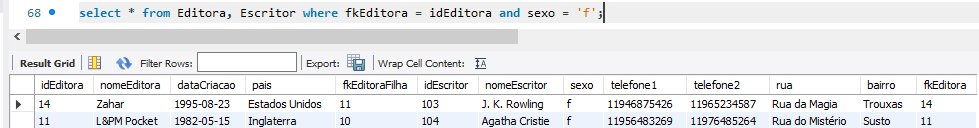 68 select * from Editora, Escritor where fkEditora = idEditora and sexo = 'f';
Result Grid Filter Rows: Export: Wrap Cell Content: IA
idEditora nomeEditora dataCriacao pais fkEditoraFilha idEscritor nomeEscritor sexo telefone1 telefone2 rua bairro fkEditora
14 Zahar 1995-08-23 Estados Unidos 11 103 J. K. Rowling f 11946875426 11965234587 Rua da Magia Trouxas 14
11 L&PM Pocket 1982-05-15 Inglaterra 10 104 Agatha Cristie f 11956483269 11976485264 Rua do Mistério Susto 11